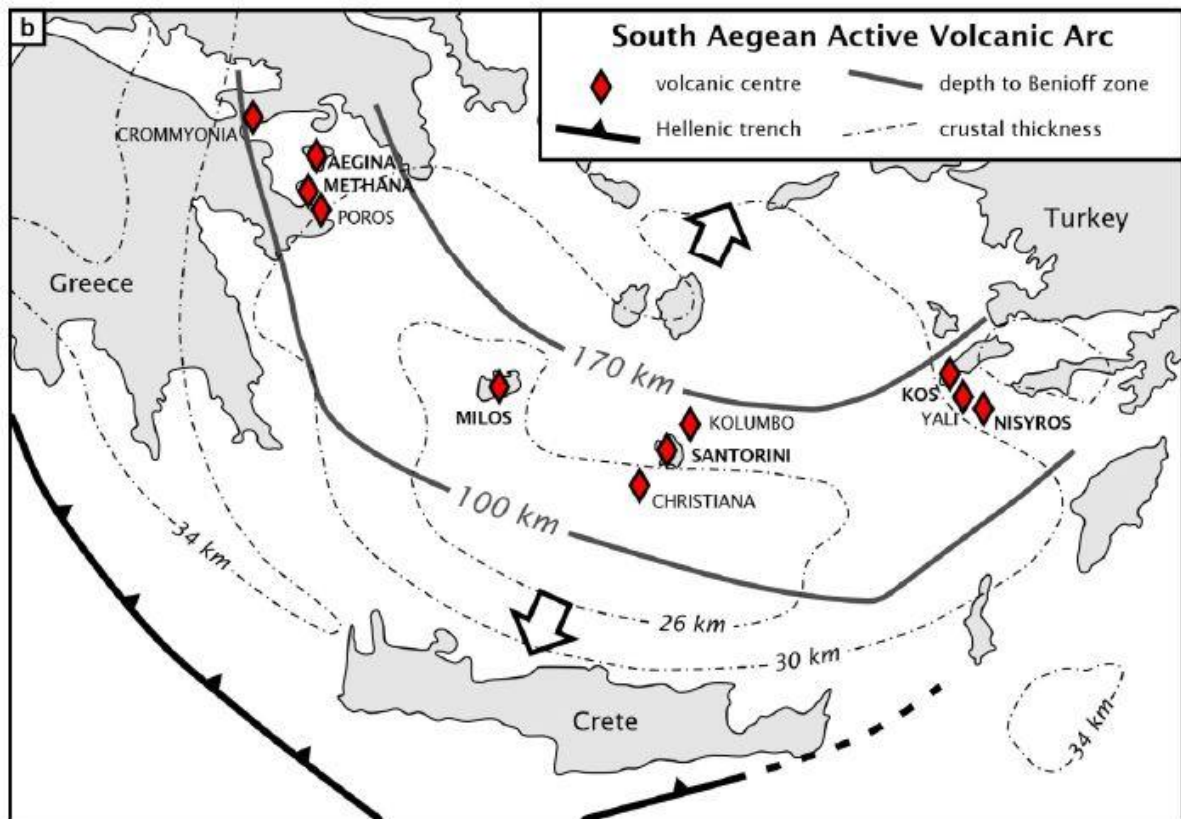 b
South Aegean Active Volcanic Arc
volcanic centre
depth to Benioff zone
Hellenic trench
crustal thickness
CROMMYONIA
AEGINA
METHANA
POROS
Turkey
Greece
170 km
MILOS
KOS
YALI
NISYROS
KOLUMBO
SANTORINI
CHRISTIANA
100 km
34 km
26 km
30 km
Crete
34 km